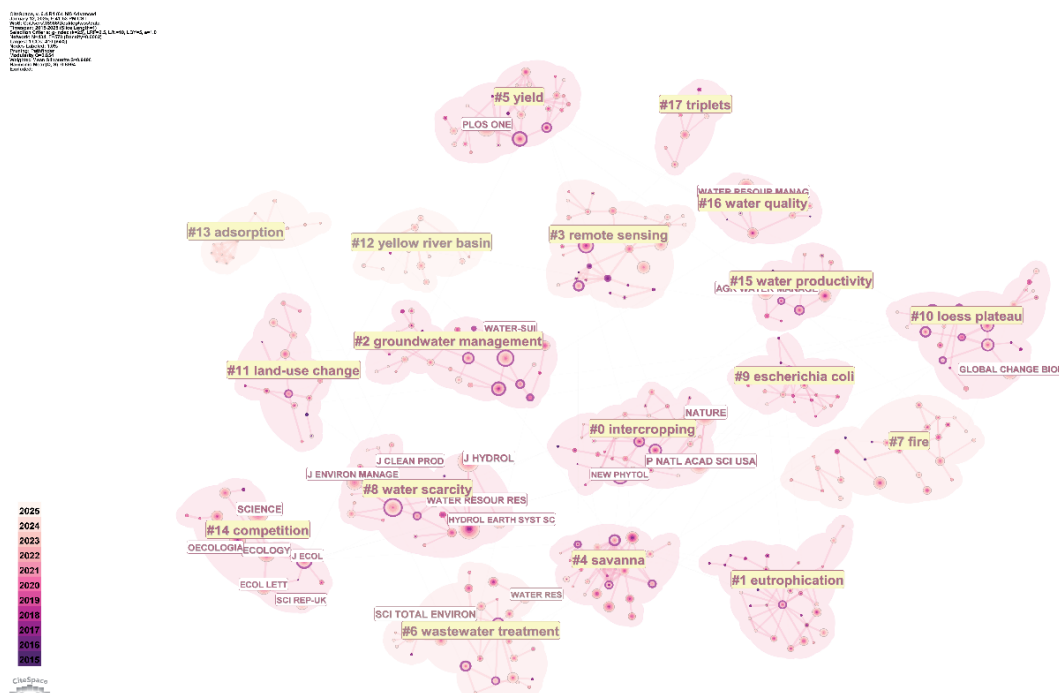 #5 yield
PLOS ONE
#17 triplets
WATER RESOUR MANAG
#16 water quality
#13 adsorption
#12 yellow river basin
#3 remote sensing
#15 water productivity
AGR WATER MANAGE
#10 loess plateau
WATER-SUI
#2 groundwater management
#11 land-use change
GLOBAL CHANGE BIO
#9 escherichia coli
NATURE
#0 intercropping
#7 fire
J CLEAN PROD
J HYDROL
P NATL ACAD SCI USA
J ENVIRON MANAGE
NEW PHYTOL
#8 water scarcity
WATER RESOUR RES
SCIENCE
HYDROL EARTH SYST SC
#14 competition
OECOLOGIA
ECOLOGY
J ECOL
#4 savanna
#1 eutrophication
ECOL LETT
WATER RES
SCI REP-UK
SCI TOTAL ENVIRON
#6 wastewater treatment
2025
2024
2023
2022
2021
2020
2019
2018
2017
2016
2015
CiteSpace